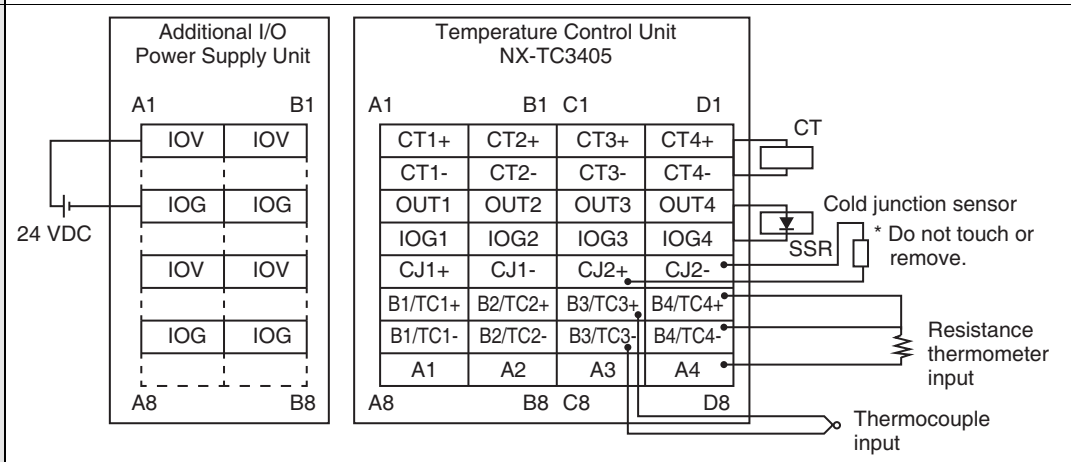 Additional I/O
Power Supply Unit
A1 B1
IOV IOV
IOG IOG
IOV IOV
IOG IOG
A8 B8
24 VDC
Temperature Control Unit
NX-TC3405
A1 B1 C1 D1
CT1+ CT2+ CT3+ CT4+
CT1- CT2- CT3- CT4-
OUT1 OUT2 OUT3 OUT4
IOG1 IOG2 IOG3 IOG4
CJ1+ CJ1- CJ2+ CJ2-
B1/TC1+ B2/TC2+ B3/TC3+ B4/TC4+
B1/TC1- B2/TC2- B3/TC3- B4/TC4-
A1 A2 A3 A4
A8 B8 C8 D8
CT
SSR
Cold junction sensor
* Do not touch or
remove.
Resistance
thermometer
input
Thermocouple
input